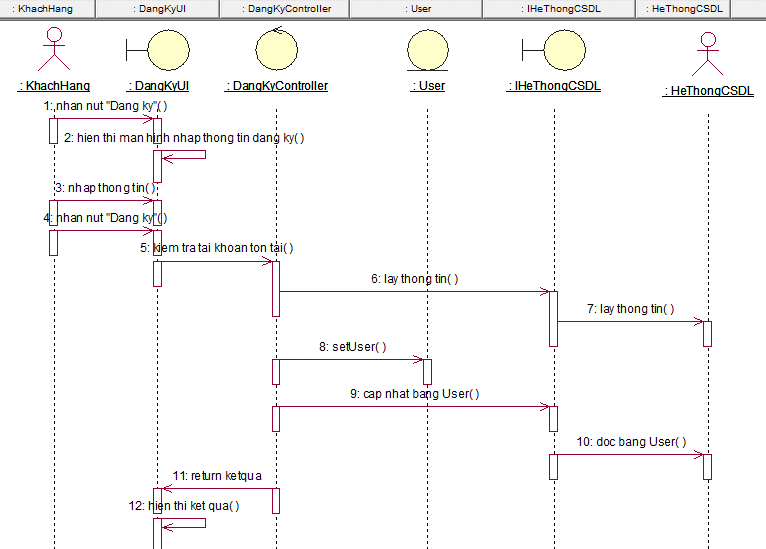 : KhachHang
: DangKyUI
: DangKyController
: User
: IHeThongCSDL
: HeThongCSDL
: KhachHang
: DangKyUI
: DangKyController
: User
: IHeThongCSDL
: HeThongCSDL
1: nhan nut "Dang ky"( )
2: hien thi man hinh nhap thong tin dang ky( )
3: nhap thong tin( )
4: nhan nut "Dang ky"( )
5: kiem tra tai khoan ton tai( )
6: lay thong tin( )
7: lay thong tin( )
8: setUser( )
9: cap nhat bang User( )
10: doc bang User( )
11: return ketqua
12: hien thi ket qua( )